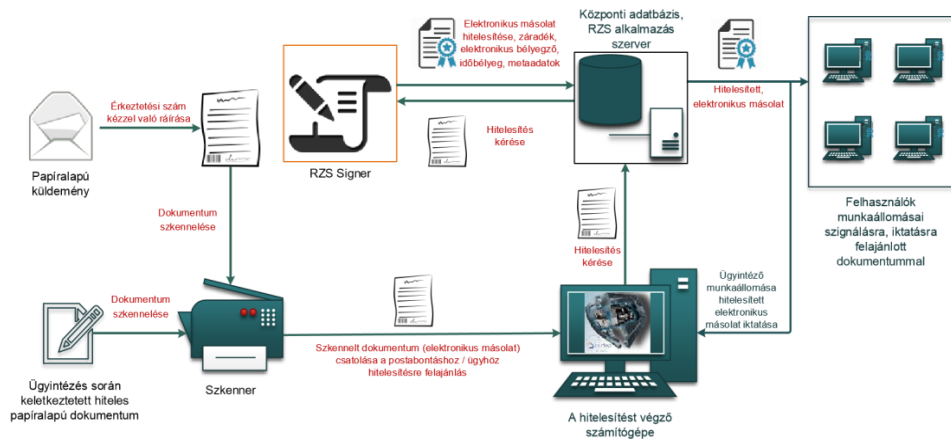 Érkeztetési szám
kézzel való ráírása
Papíralapú
küldemény
Dokumentum
szkennelése
Elektronikus másolat
hitelesítése, záradék,
elektronikus bélyegző,
időbélyeg, metaadatok
RZS Signer
Hitelesítés
kérése
Központi adatbázis,
RZS alkalmazás
szerver
Hitelesített,
elektronikus másolat
Felhasználók
munkaállomásai
szignálásra, iktatásra
felajánlott
dokumentummal
Dokumentum
szkennelése
Ügyintézés során
keletkeztetett hiteles
papíralapú dokumentum
Szkenner
Szkennelt dokumentum (elektronikus másolat)
csatolása a postabontáshoz / ügyhöz
hitelesítésre felajánlás
Hitelesítés
kérése
Ügyintéző
munkaállomása
hitelesített
elektronikus
másolat iktatása
A hitelesítést végző
számítógépe